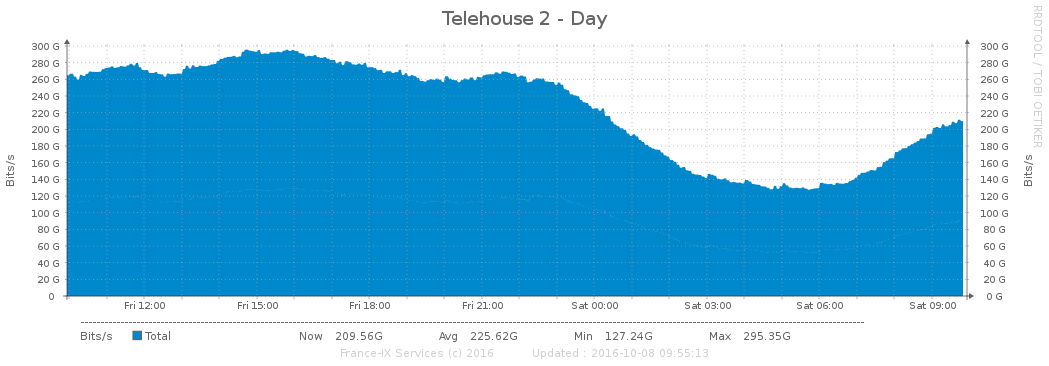 Telehouse 2 - Day
RRDTOOL / TOBI OETIKER
Bits/s
300 G
280 G
260 G
240 G
220 G
200 G
180 G
160 G
140 G
120 G
100 G
80 G
60 G
40 G
20 G
0
300 G
280 G
260 G
240 G
220 G
200 G
180 G
160 G
140 G
120 G
100 G
80 G
60 G
40 G
20 G
0 G
Bits/s
Fri 12:00 Fri 15:00 Fri 18:00 Fri 21:00 Sat 00:00 Sat 03:00 Sat 06:00 Sat 09:00
Bits/s Total Now 209.56G Avg 225.62G Min 127.24G Max 295.35G
France-IX Services (c) 2016 Updated : 2016-10-08 09:55:13